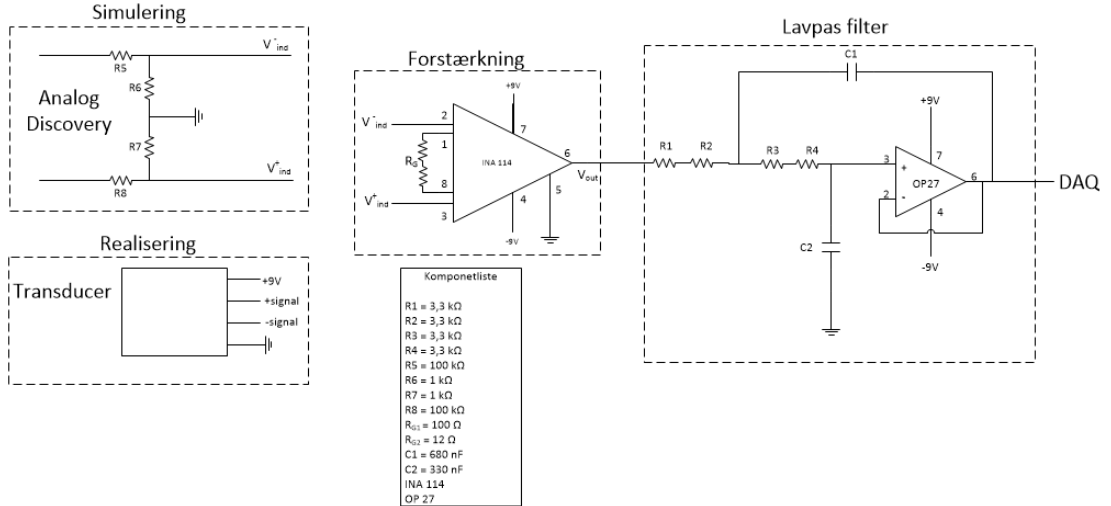 Simulering
V-ind
R5
R6
Analog
Discovery
R7
V+ind
R8
Realisering
Transducer
+9V
+signal
-signal
Forstærkning
+9V
V-ind
2
7
1
RG
INA 114
6
Vout
8
5
V+ind
4
3
-9V
Komponetliste
R1 = 3,3 kΩ
R2 = 3,3 kΩ
R3 = 3,3 kΩ
R4 = 3,3 kΩ
R5 = 100 kΩ
R6 = 1 kΩ
R7 = 1 kΩ
R8 = 100 kΩ
RG1 = 100 Ω
RG2 = 12 Ω
C1 = 680 nF
C2 = 330 nF
INA 114
OP 27
Lavpas filter
C1
+9V
R1
R2
R3
R4
3
+
7
OP27
6
DAQ
2
-
4
C2
-9V